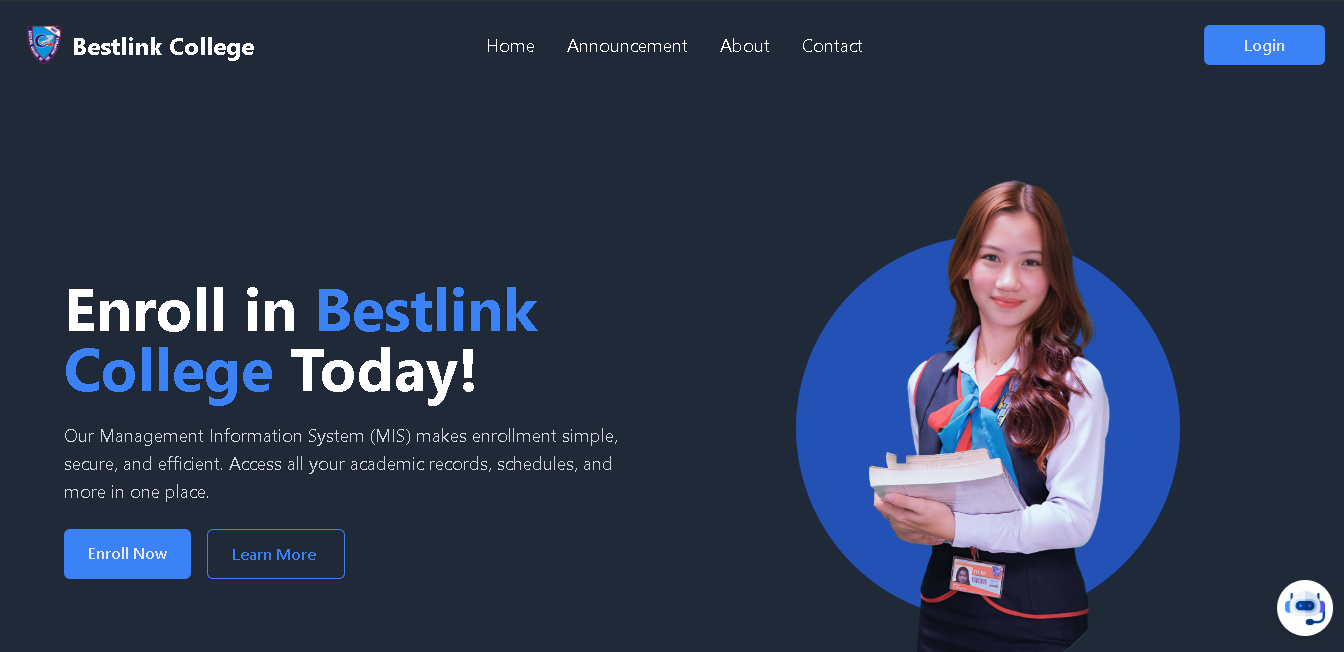 Bestlink College
Home
Announcement
About
Contact
Login
Enroll in Bestlink
College Today!
Our Management Information System (MIS) makes enrollment simple,
secure, and efficient. Access all your academic records, schedules, and
more in one place.
Enroll Now
Learn More